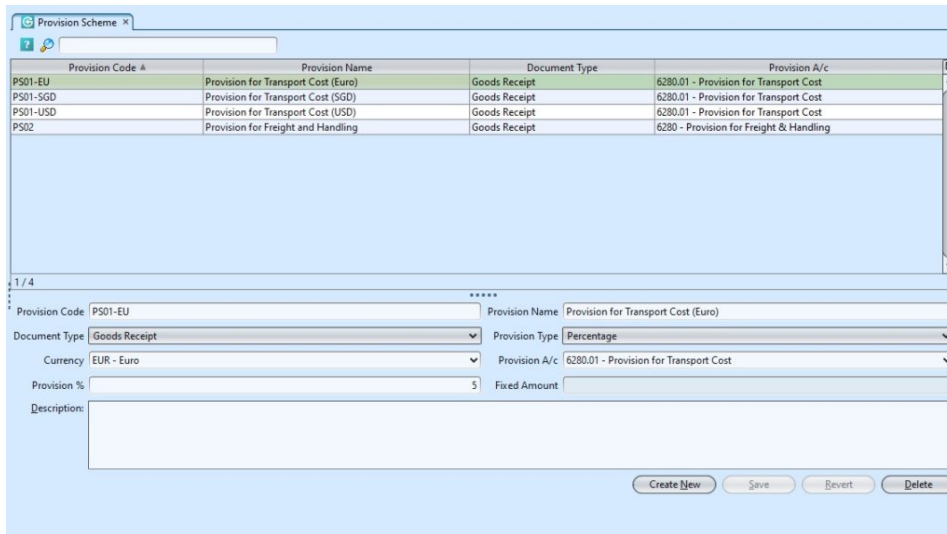 Provision Scheme ×
?
Provision Code Provision Name Document Type Provision A/c
PS01-EU Provision for Transport Cost (Euro) Goods Receipt 6280.01 - Provision for Transport Cost
PS01-SGD Provision for Transport Cost (SGD) Goods Receipt 6280.01 - Provision for Transport Cost
PS01-USD Provision for Transport Cost (USD) Goods Receipt 6280.01 - Provision for Transport Cost
PS02 Provision for Freight and Handling Goods Receipt 6280 - Provision for Freight & Handling
1 / 4
Provision Code PS01-EU Provision Name Provision for Transport Cost (Euro)
Document Type Goods Receipt Provision Type Percentage
Currency EUR - Euro Provision A/c 6280.01 - Provision for Transport Cost
Provision % 5 Fixed Amount
Description:
Create New Save Revert Delete